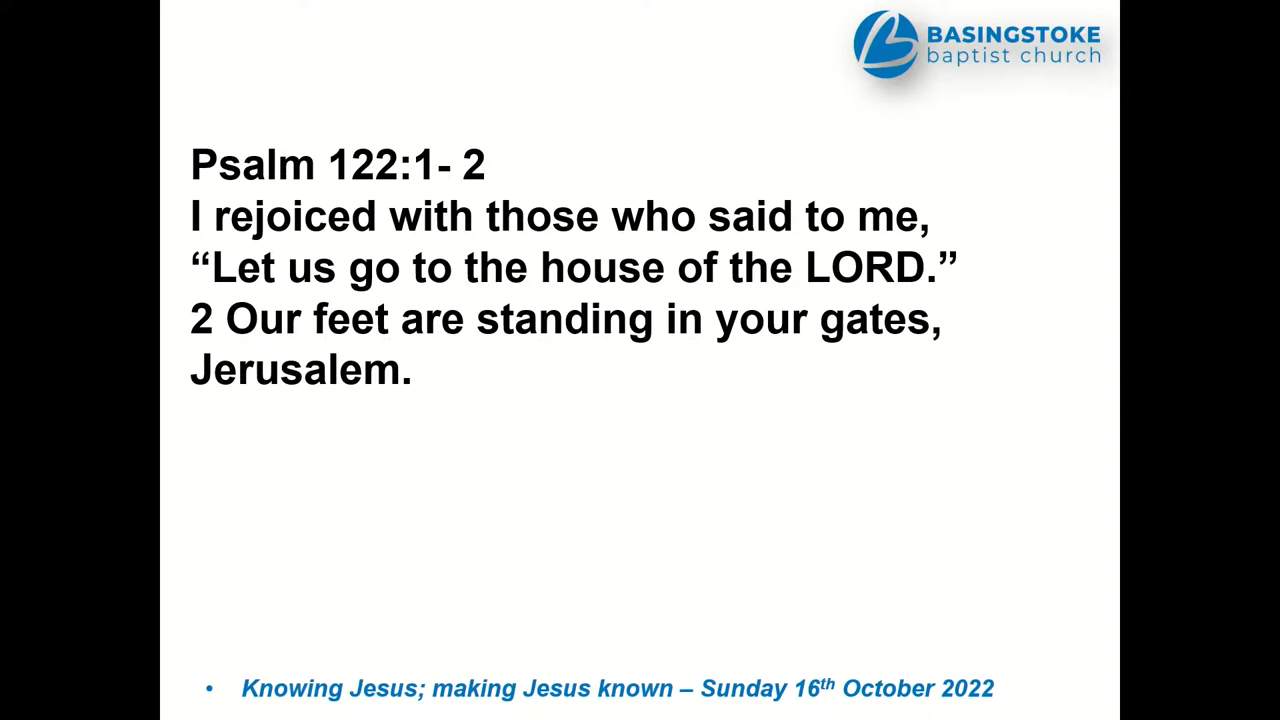 BASINGSTOKE
baptist church
Psalm 122:1- 2
I rejoiced with those who said to me,
“Let us go to the house of the LORD.”
2 Our feet are standing in your gates,
Jerusalem.
• Knowing Jesus; making Jesus known – Sunday 16th October 2022